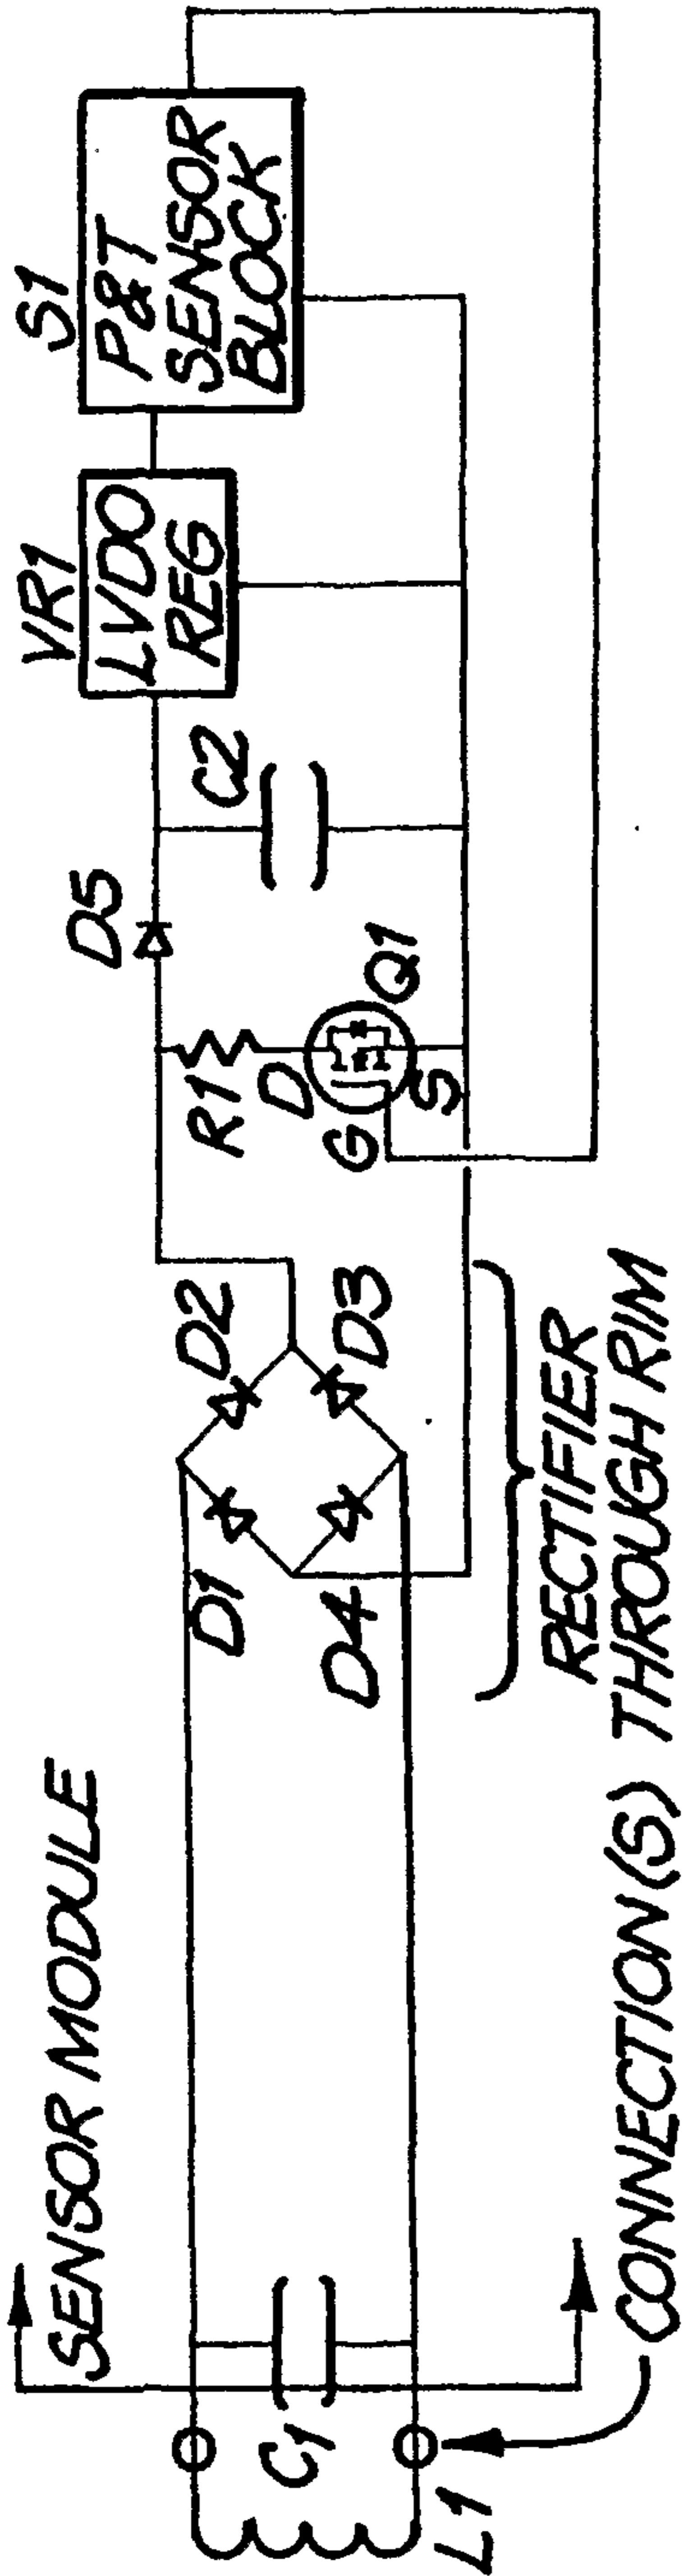 SENSOR MODULE
L1
C1
CONNECTION(S) THROUGH RIM
D1
D2
D3
D4
RECTIFIER
R1
D
G
S
Q1
D5
C2
VR1
LVDO
REG
S1
P&T
SENSOR
BLOCK